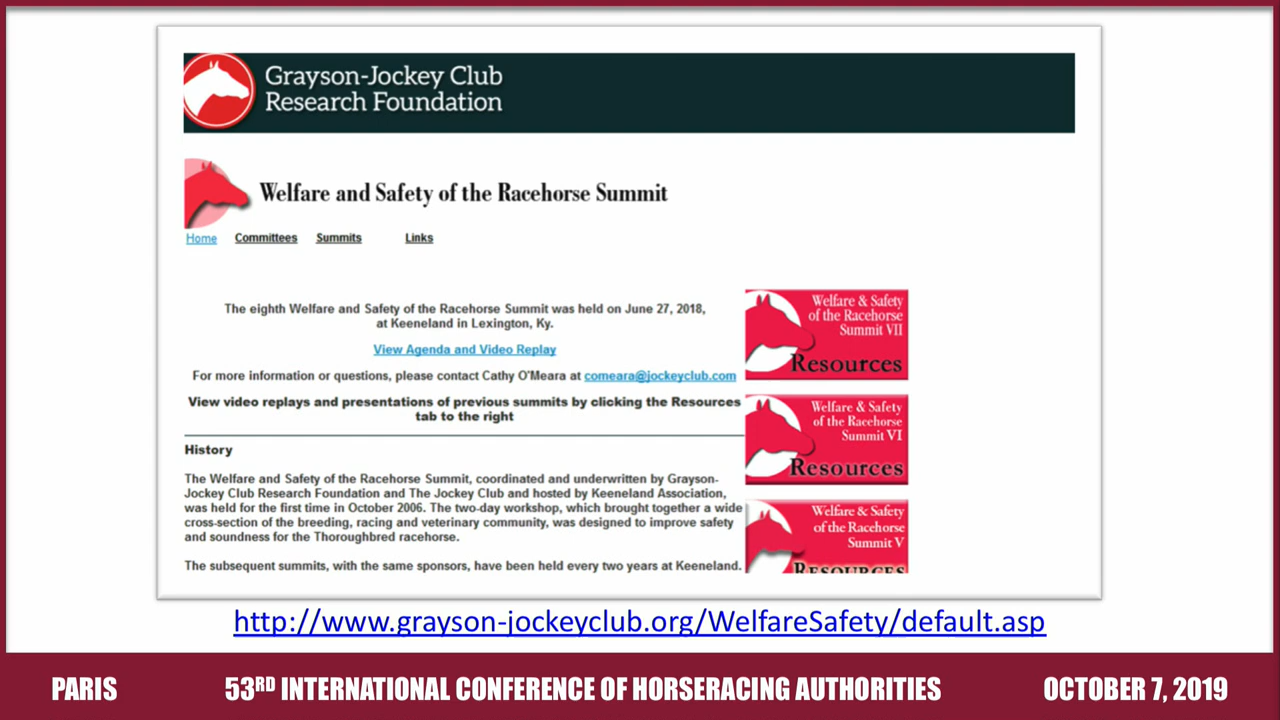 Grayson-Jockey Club
Research Foundation
Welfare and Safety of the Racehorse Summit
Home Committees Summits Links
The eighth Welfare and Safety of the Racehorse Summit was held on June 27, 2018,
at Keeneland in Lexington, Ky.
View Agenda and Video Replay
For more information or questions, please contact Cathy O'Meara at comeara@jockeyclub.com
View video replays and presentations of previous summits by clicking the Resources
tab to the right
History
The Welfare and Safety of the Racehorse Summit, coordinated and underwritten by Grayson-
Jockey Club Research Foundation and The Jockey Club and hosted by Keeneland Association,
was held for the first time in October 2006. The two-day workshop, which brought together a wide
cross-section of the breeding, racing and veterinary community, was designed to improve safety
and soundness for the Thoroughbred racehorse.
The subsequent summits, with the same sponsors, have been held every two years at Keeneland.
Welfare & Safety
of the Racehorse
Summit VII
Resources
Welfare & Safety
of the Racehorse
Summit VI
Resources
Welfare & Safety
of the Racehorse
Summit V
Resources
http://www.grayson-jockeyclub.org/WelfareSafety/default.asp
PARIS 53RD INTERNATIONAL CONFERENCE OF HORSERACING AUTHORITIES OCTOBER 7, 2019